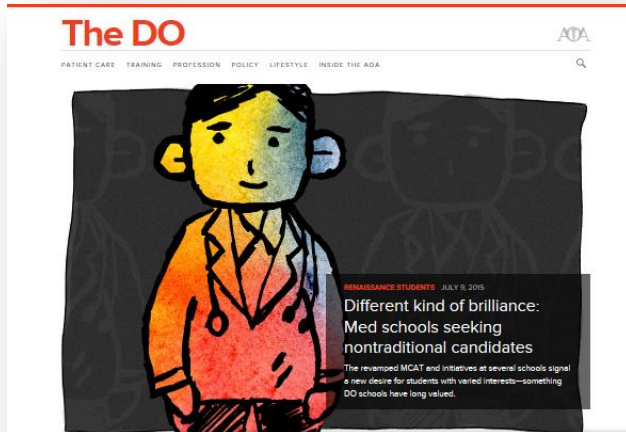 The DO
AOA
PATIENT CARE TRAINING PROFESSION POLICY LIFESTYLE INSIDE THE AOA
RENAISSANCE STUDENTS JULY 9, 2015
Different kind of brilliance:
Med schools seeking
nontraditional candidates
The revamped MCAT and initiatives at several schools signal
a new desire for students with varied interests—something
DO schools have long valued.